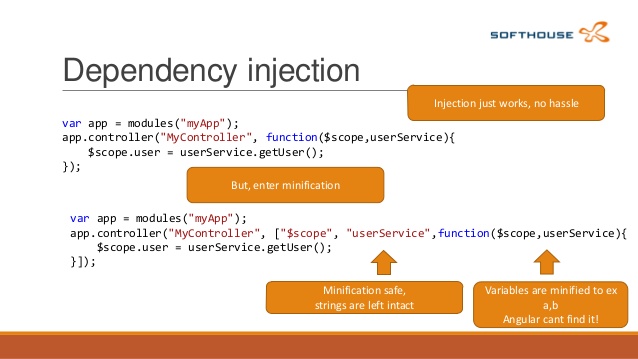 SOFTHOUSE
Dependency injection
Injection just works, no hassle
var app = modules("myApp");
app.controller("MyController", function($scope,userService){
    $scope.user = userService.getUser();
});
But, enter minification
var app = modules("myApp");
app.controller("MyController", ["$scope", "userService",function($scope,userService){
    $scope.user = userService.getUser();
}]);
Minification safe,
strings are left intact
Variables are minified to ex
a,b
Angular cant find it!